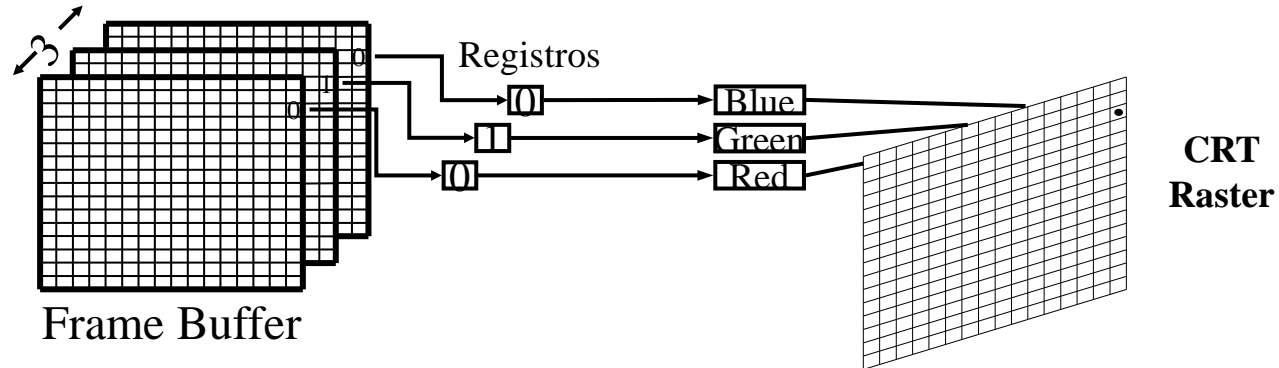 3
0
1
0
Registros
0
1
0
Blue
Green
Red
CRT
Raster
Frame Buffer